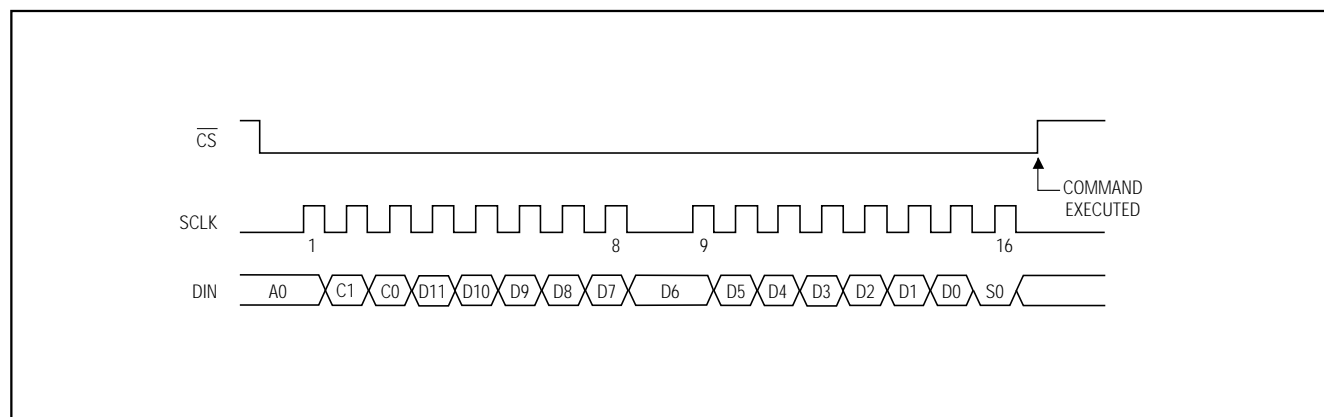 CS
COMMAND
EXECUTED
SCLK
1
8
9
16
DIN
A0
C1
C0
D11
D10
D9
D8
D7
D6
D5
D4
D3
D2
D1
D0
S0